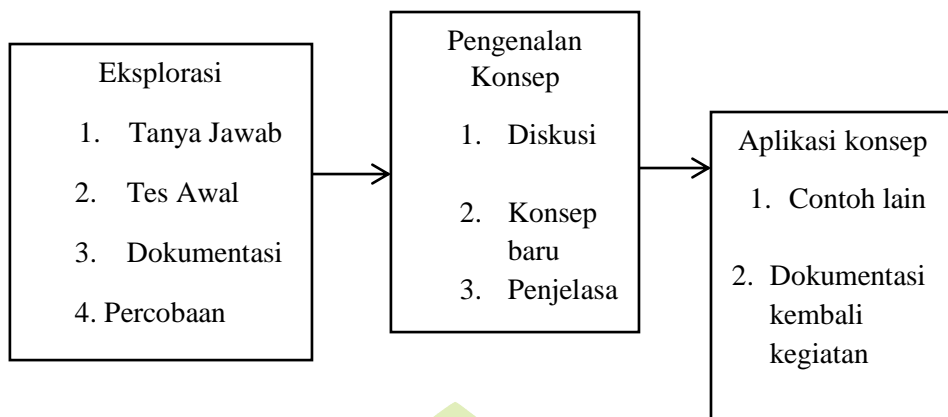 Eksplorasi
1. Tanya Jawab
2. Tes Awal
3. Dokumentasi
4. Percobaan
Pengenalan
Konsep
1. Diskusi
2. Konsep
baru
3. Penjelasa
Aplikasi konsep
1. Contoh lain
2. Dokumentasi
kembali
kegiatan